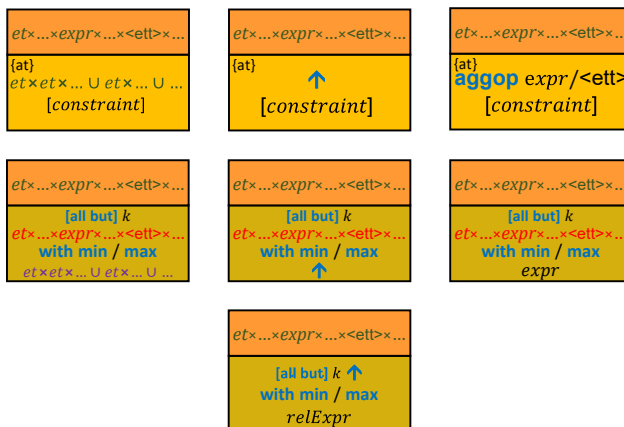 et×…×expr×…×<ett>×…
{at}
et×et×…∪et×…∪…
[constraint]
et×…×expr×…×<ett>×…
{at}
↑
[constraint]
et×…×expr×…×<ett>×…
{at}
aggop expr/<ett>
[constraint]
et×…×expr×…×<ett>×…
[all but] k
et×…×expr×…×<ett>×…
with min / max
et×et×…∪et×…∪…
et×…×expr×…×<ett>×…
[all but] k
et×…×expr×…×<ett>×…
with min / max
↑
et×…×expr×…×<ett>×…
[all but] k
et×…×expr×…×<ett>×…
with min / max
expr
et×…×expr×…×<ett>×…
[all but] k ↑
with min / max
relExpr